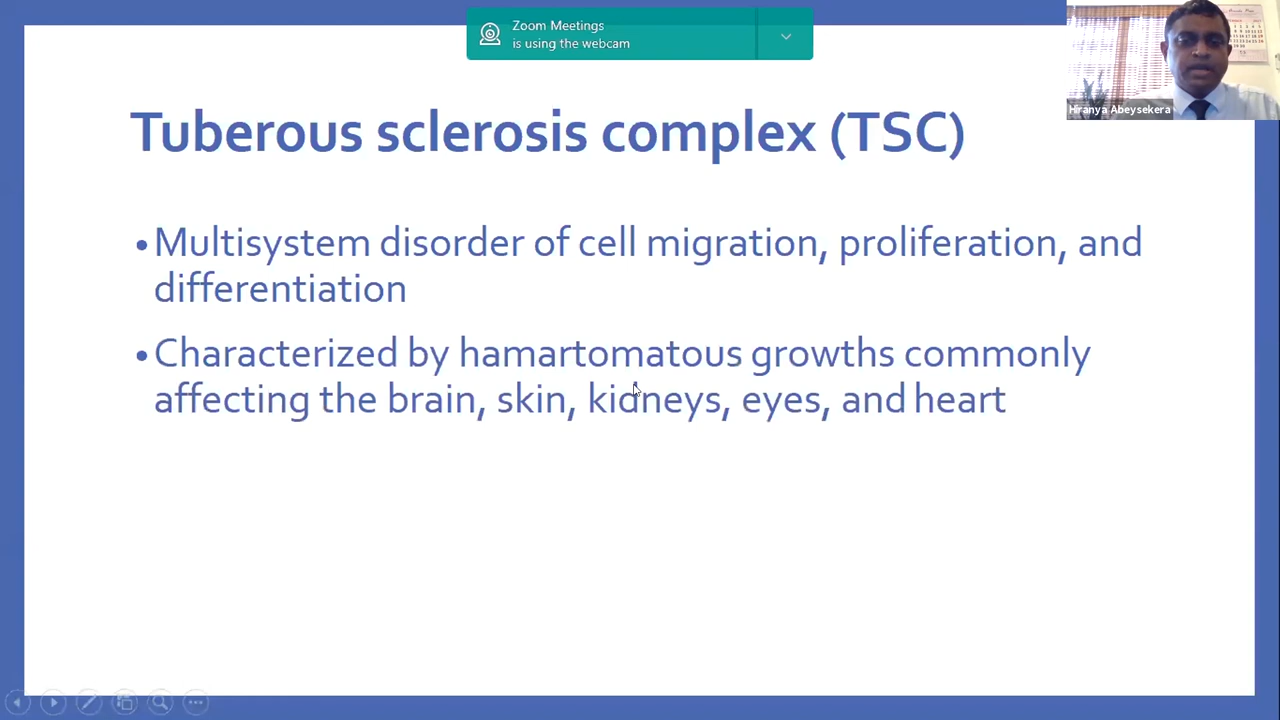 Zoom Meetings
is using the webcam
Hiranya Abeysekera
Tuberous sclerosis complex (TSC)
•Multisystem disorder of cell migration, proliferation, and
differentiation
•Characterized by hamartomatous growths commonly
affecting the brain, skin, kidneys, eyes, and heart